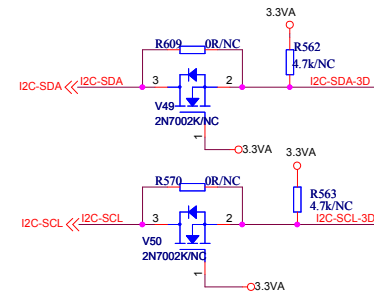 3.3VA
R609 0R/NC
R562
4.7k/NC
I2C-SDA I2C-SDA 3 2 I2C-SDA-3D
V49
2N7002K/NC
1
3.3VA
3.3VA
R570 0R/NC
R563
4.7k/NC
I2C-SCL I2C-SCL 3 2 I2C-SCL-3D
V50
2N7002K/NC
1
3.3VA